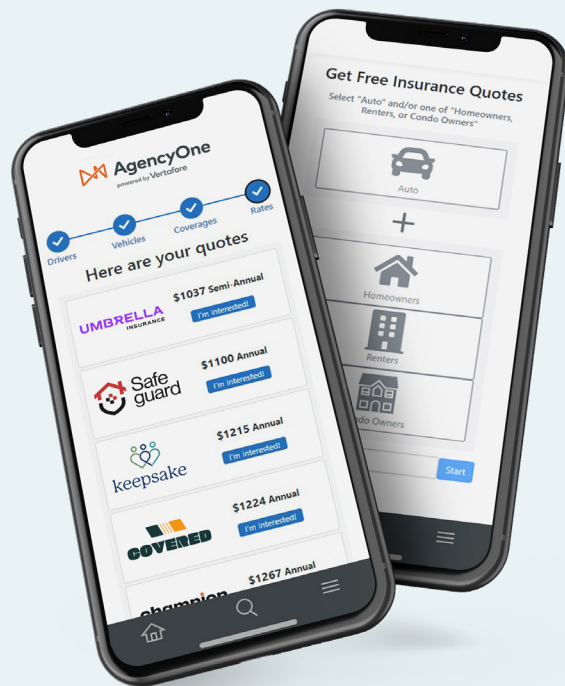 AgencyOne
powered by Vertafore
Drivers
Vehicles
Coverages
Rates
Here are your quotes
UMBRELLA
INSURANCE
$1037 Semi-Annual
I'm interested!
Safe
guard
$1100 Annual
I'm interested!
keepsake
$1215 Annual
I'm interested!
COVERED
$1224 Annual
I'm interested!
champion
$1267 Annual
Get Free Insurance Quotes
Select "Auto" and/or one of "Homeowners,
Renters, or Condo Owners"
Auto
+
Homeowners
Renters
ndo Owners
Start